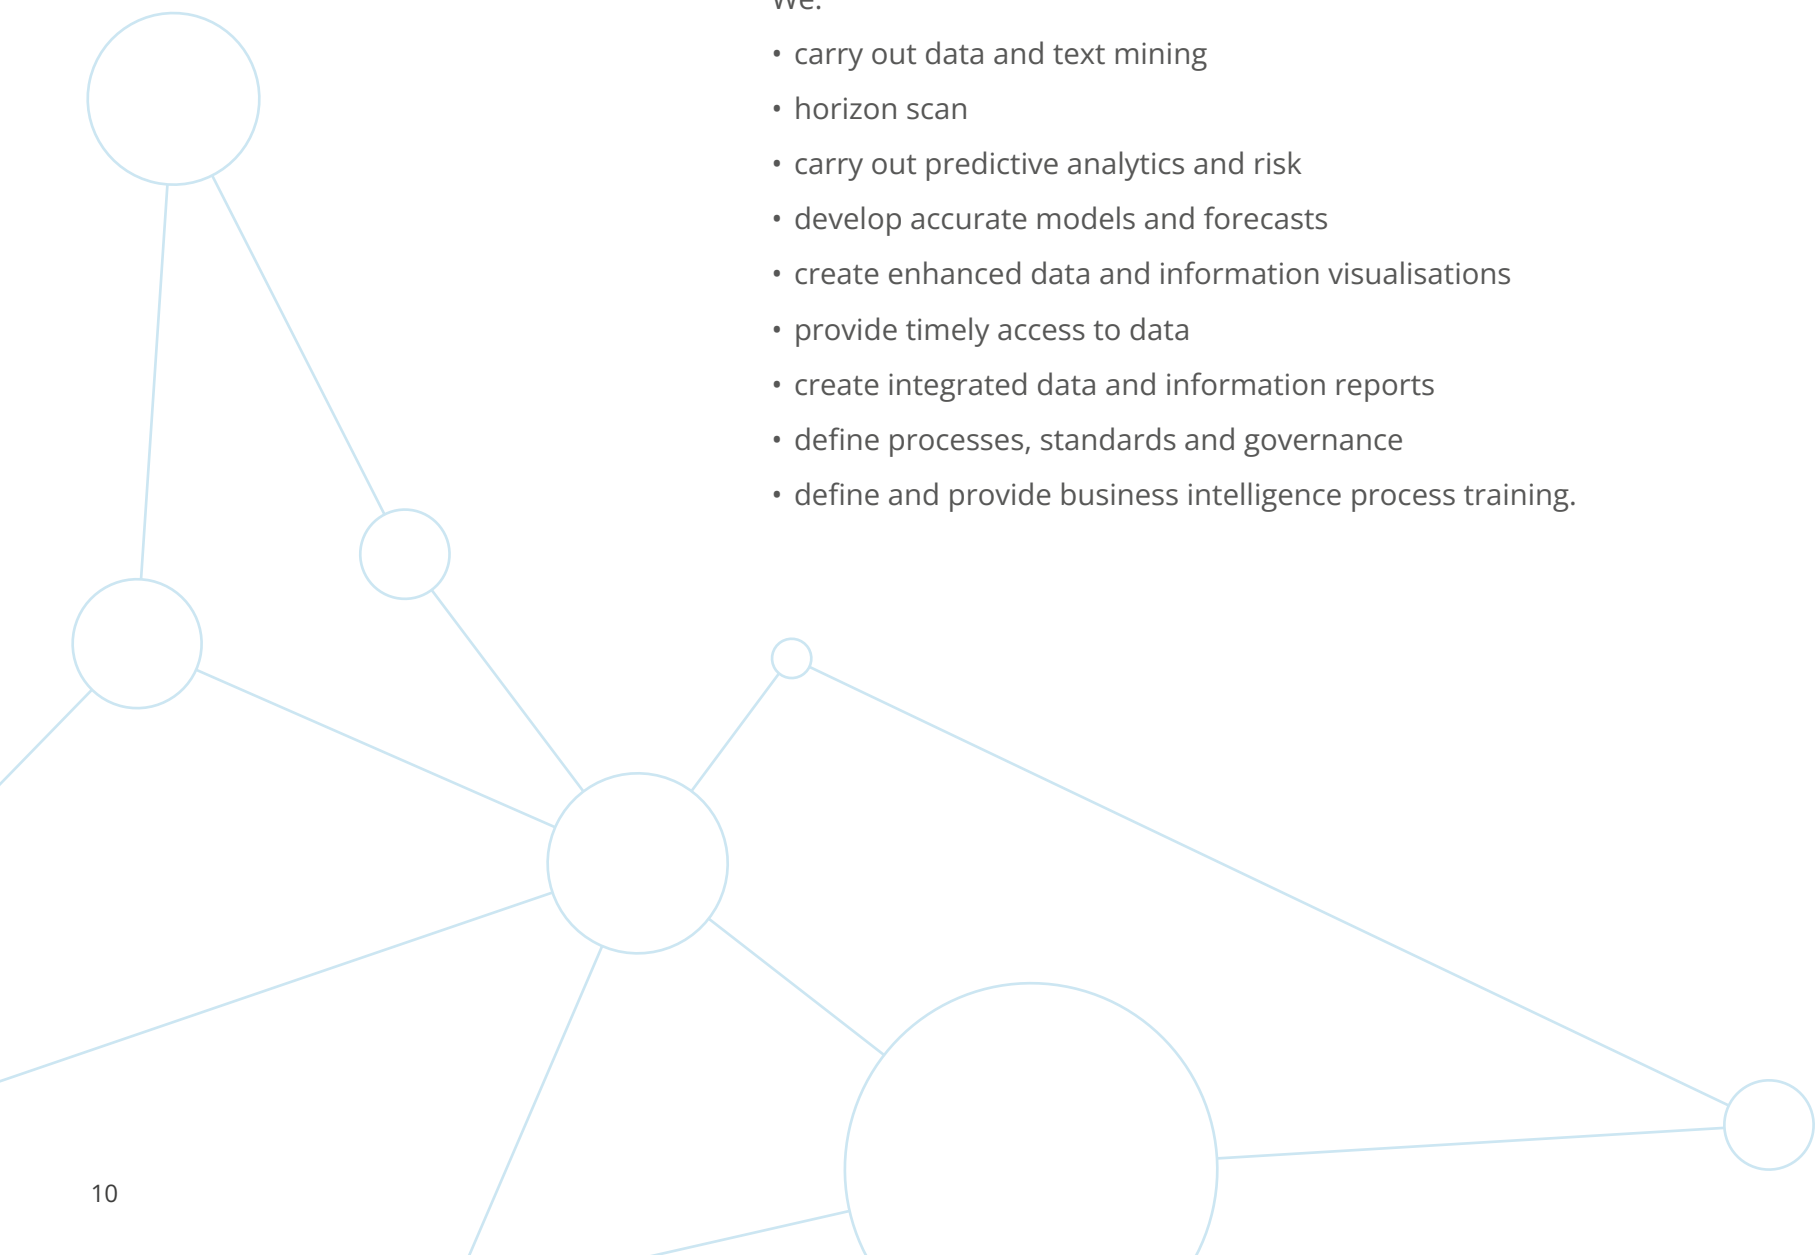 We:
• carry out data and text mining
• horizon scan
• carry out predictive analytics and risk
• develop accurate models and forecasts
• create enhanced data and information visualisations
• provide timely access to data
• create integrated data and information reports
• define processes, standards and governance
• define and provide business intelligence process training.
10